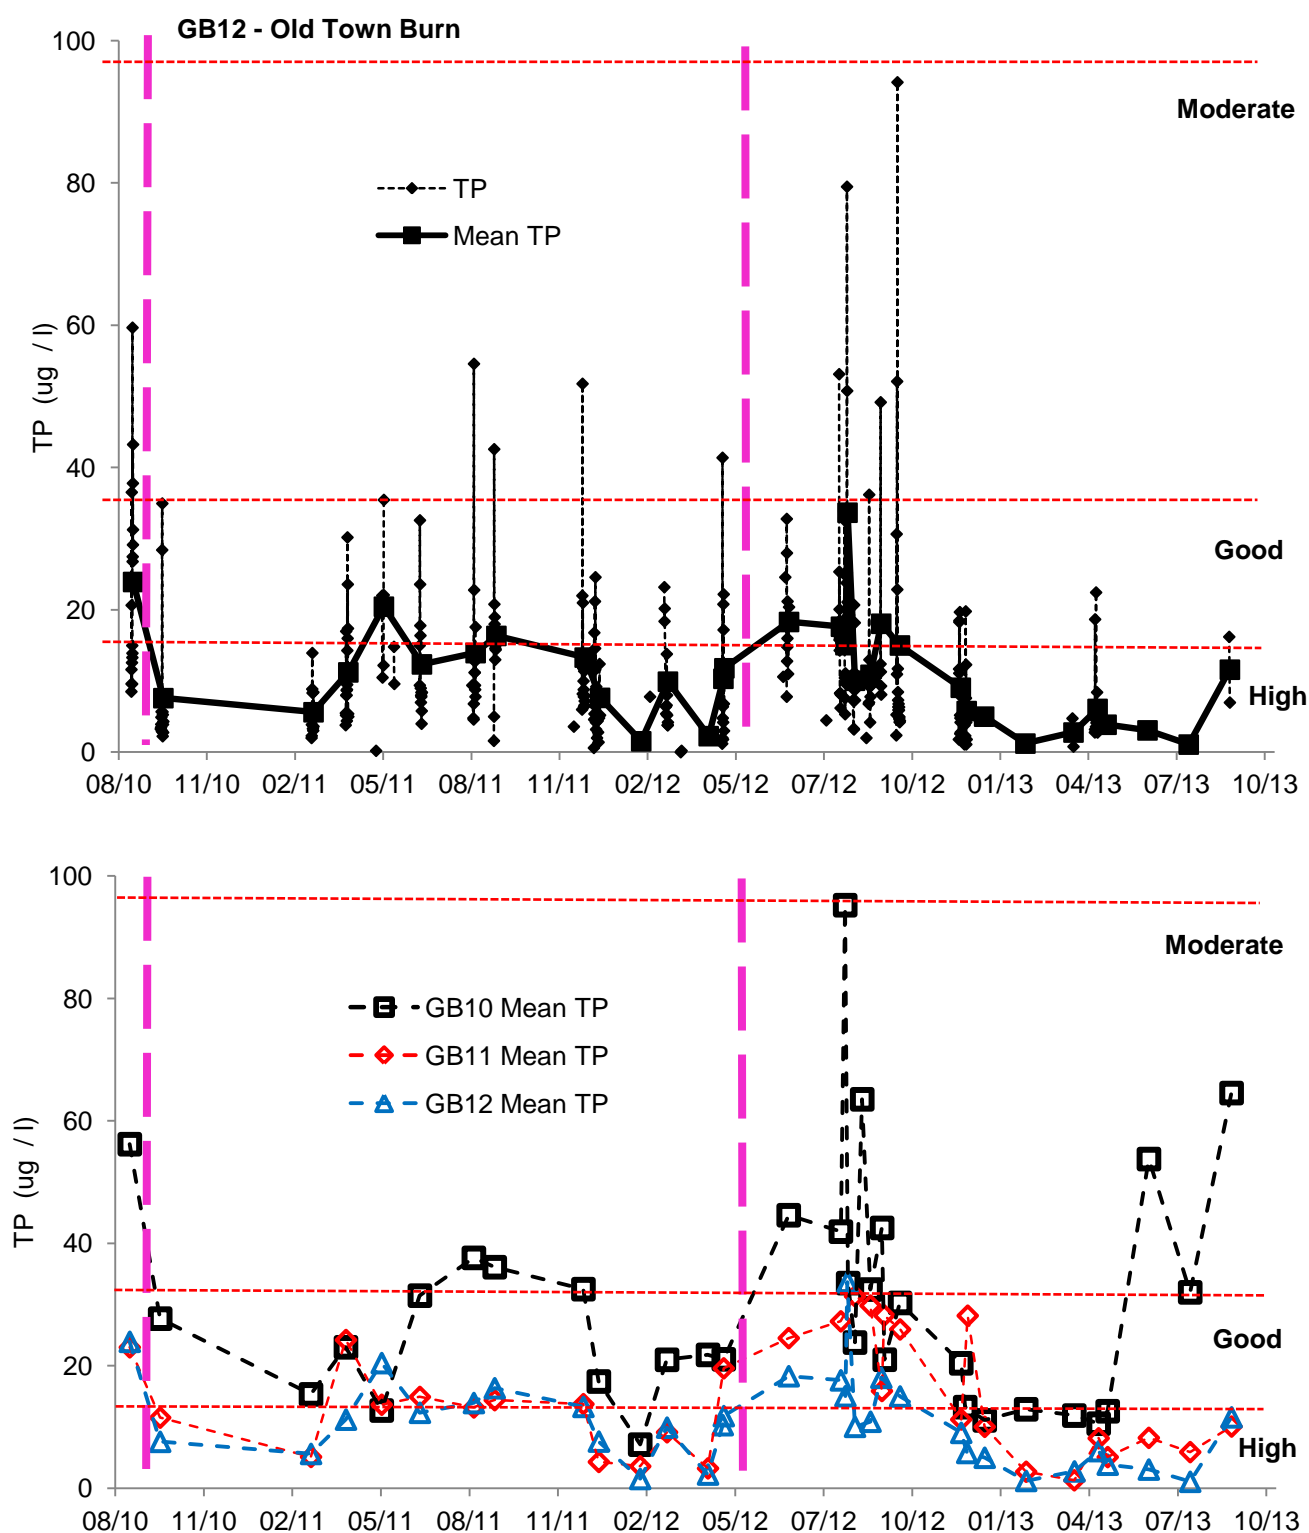 GB12 - Old Town Burn
100
80
60
40
20
0
TP (ug / l)
TP
Mean TP
Moderate
Good
High
08/10 11/10 02/11 05/11 08/11 11/11 02/12 05/12 07/12 10/12 01/13 04/13 07/13 10/13
100
80
60
40
20
0
TP (ug / l)
GB10 Mean TP
GB11 Mean TP
GB12 Mean TP
Moderate
Good
High
08/10 11/10 02/11 05/11 08/11 11/11 02/12 05/12 07/12 10/12 01/13 04/13 07/13 10/13